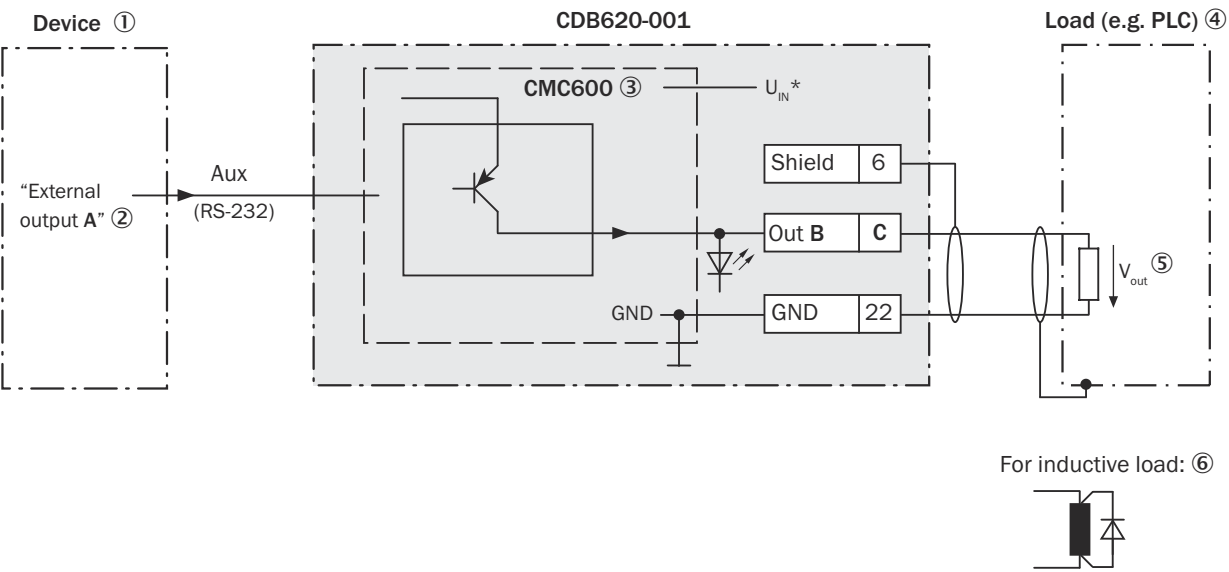 Device ①
CDB620-001
Load (e.g. PLC) ④
CMC600 ③
U_IN*
Shield 6
"External
output A" ②
Aux
(RS-232)
Out B C
V_out ⑤
GND
GND 22
For inductive load: ⑥